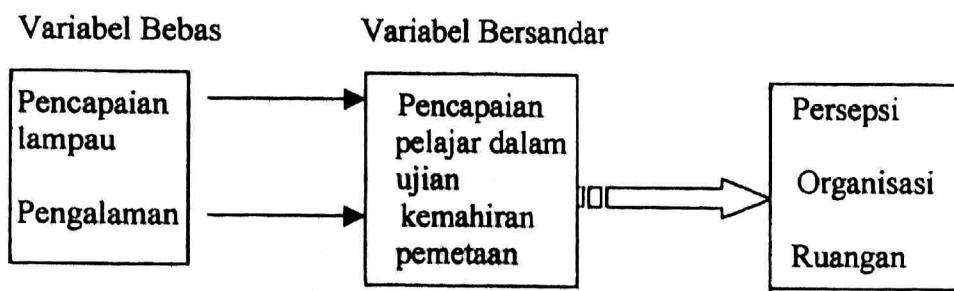 Variabel Bebas
Variabel Bersandar
Pencapaian
lampau
Pengalaman
Pencapaian
pelajar dalam
ujian
kemahiran
pemetaan
Persepsi
Organisasi
Ruangan